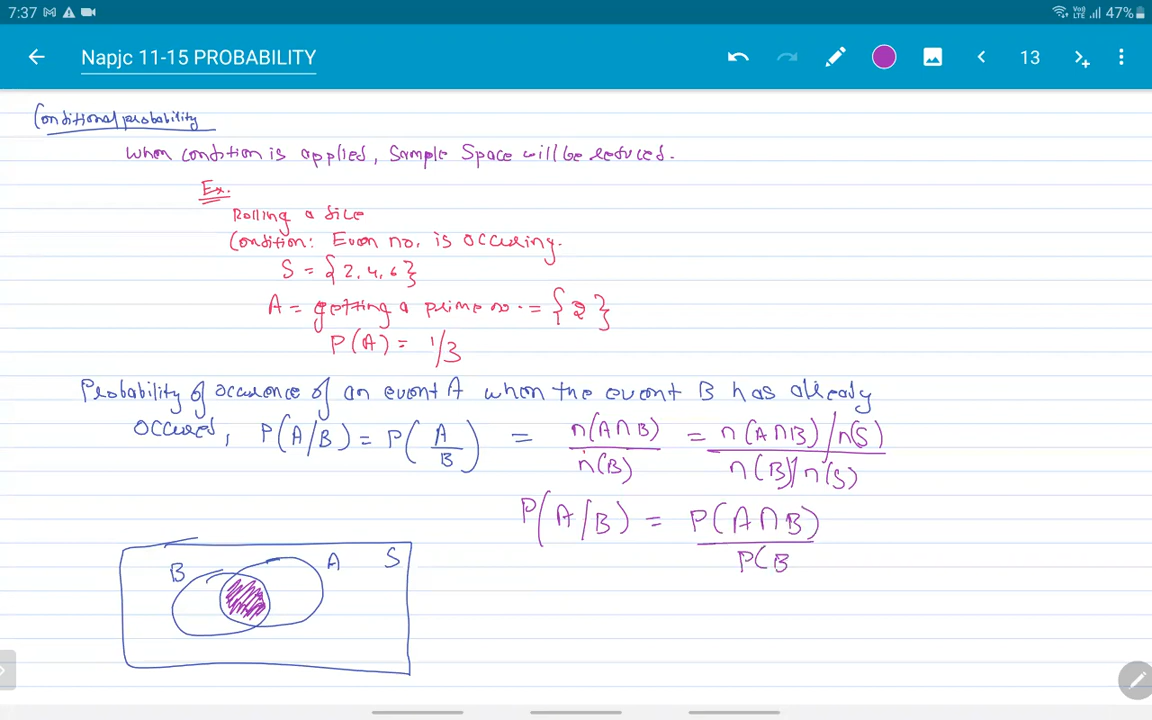 7:37
Vo) LTE 47%
Napjc 11-15 PROBABILITY
13
Conditional probability
When condition is applied, Sample Space will be reduced.
Ex.
Rolling a dice
Condition: Even no. is occuring.
S = {2, 4, 6}
A = getting a prime no. = {2}
P(A) = 1/3
Probability of occurence of an event A when the event B has already
occured, P(A/B) = P(A/B) = n(A∩B)/n(B) = n(A∩B)/n(S) / n(B)/n(S)
P(A/B) = P(A∩B)/P(B
B A S